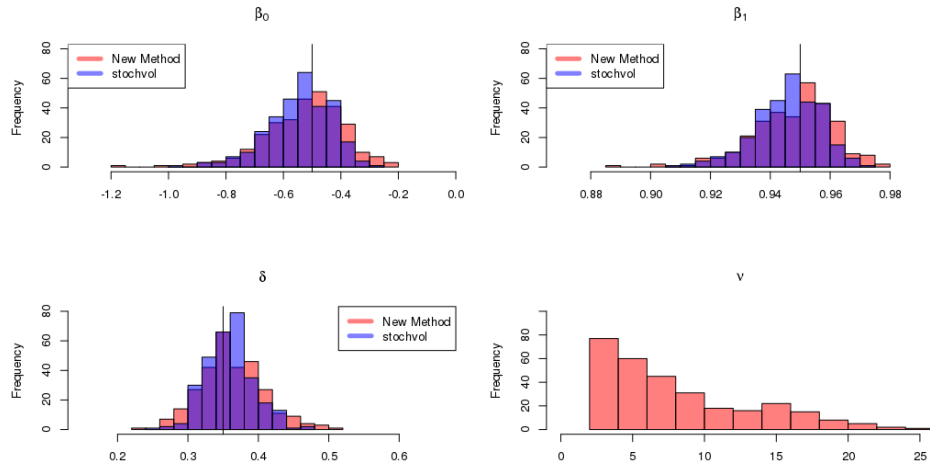 β0
β1
New Method
stochvol
Frequency
0 20 40 60 80
-1.2 -1.0 -0.8 -0.6 -0.4 -0.2 0.0
New Method
stochvol
Frequency
0 20 40 60 80
0.88 0.90 0.92 0.94 0.96 0.98
δ
ν
New Method
stochvol
Frequency
0 20 40 60 80
0.2 0.3 0.4 0.5 0.6
Frequency
0 20 40 60 80
0 5 10 15 20 25